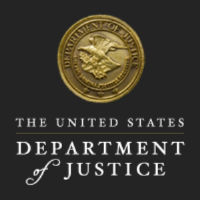 DEPARTMENT OF JUSTICE
THE UNITED STATES
DEPARTMENT
of JUSTICE